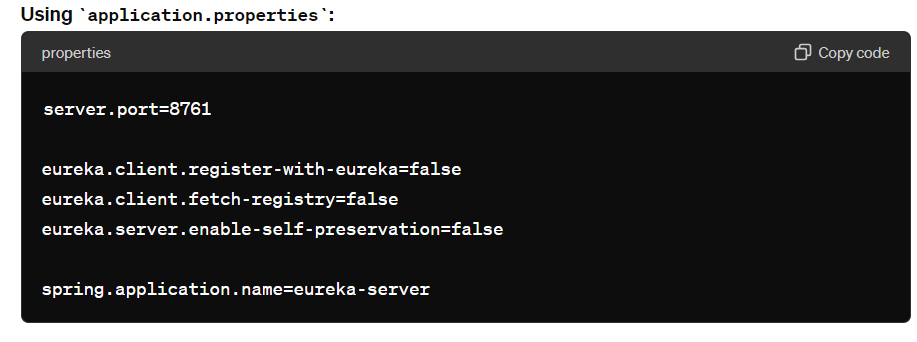 Using `application.properties`:
properties
Copy code
server.port=8761
eureka.client.register-with-eureka=false
eureka.client.fetch-registry=false
eureka.server.enable-self-preservation=false
spring.application.name=eureka-server